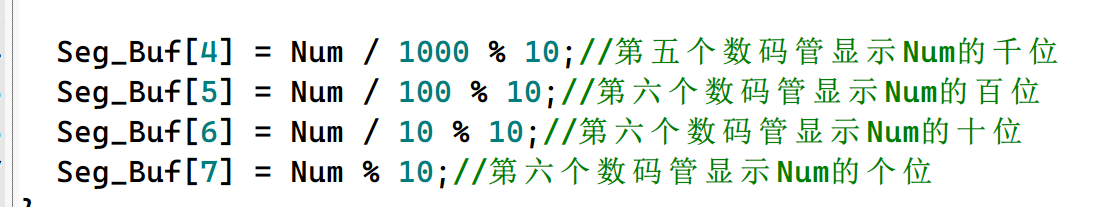 Seg_Buf[4] = Num / 1000 % 10;//第五个数码管显示Num的千位
Seg_Buf[5] = Num / 100 % 10;//第六个数码管显示Num的百位
Seg_Buf[6] = Num / 10 % 10;//第六个数码管显示Num的十位
Seg_Buf[7] = Num % 10;//第六个数码管显示Num的个位